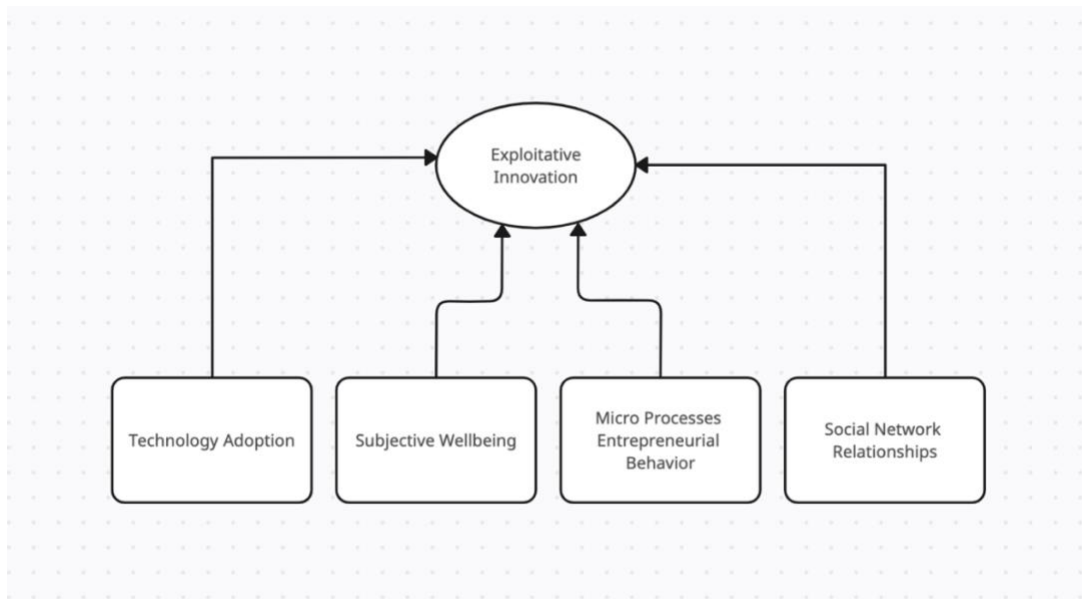 Exploitative
Innovation
Technology Adoption
Subjective Wellbeing
Micro Processes
Entrepreneurial
Behavior
Social Network
Relationships